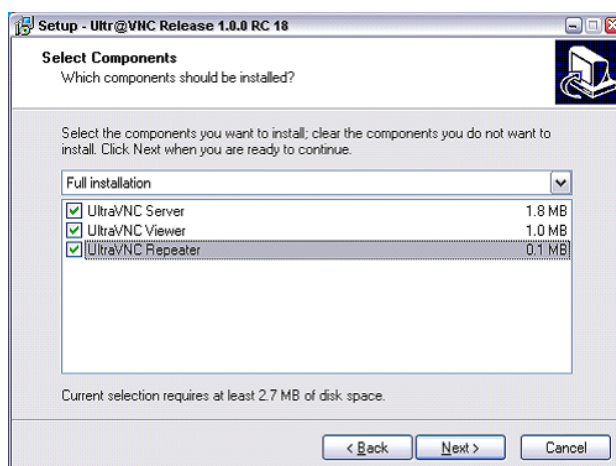 Setup - Ultr@VNC Release 1.0.0 RC 18
Select Components
Which components should be installed?
Select the components you want to install; clear the components you do not want to
install. Click Next when you are ready to continue.
Full installation
UltraVNC Server 1.8 MB
UltraVNC Viewer 1.0 MB
UltraVNC Repeater 0.1 MB
Current selection requires at least 2.7 MB of disk space.
< Back Next > Cancel